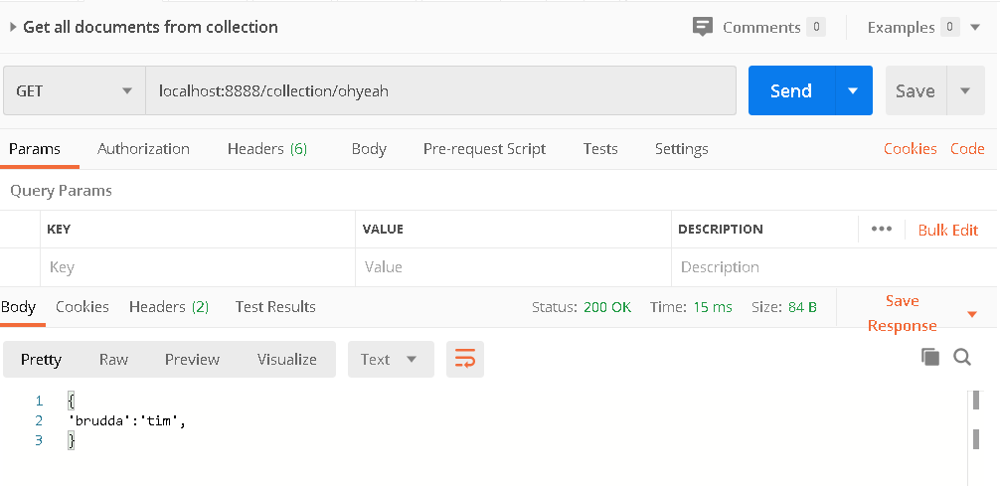 Get all documents from collection Comments 0 Examples 0
GET localhost:8888/collection/ohyeah Send Save
Params Authorization Headers (6) Body Pre-request Script Tests Settings Cookies Code
Query Params
KEY VALUE DESCRIPTION ••• Bulk Edit
Key Value Description
Body Cookies Headers (2) Test Results Status: 200 OK Time: 15 ms Size: 84 B Save
Response
Pretty Raw Preview Visualize Text
1 {
2 'brudda':'tim',
3 }